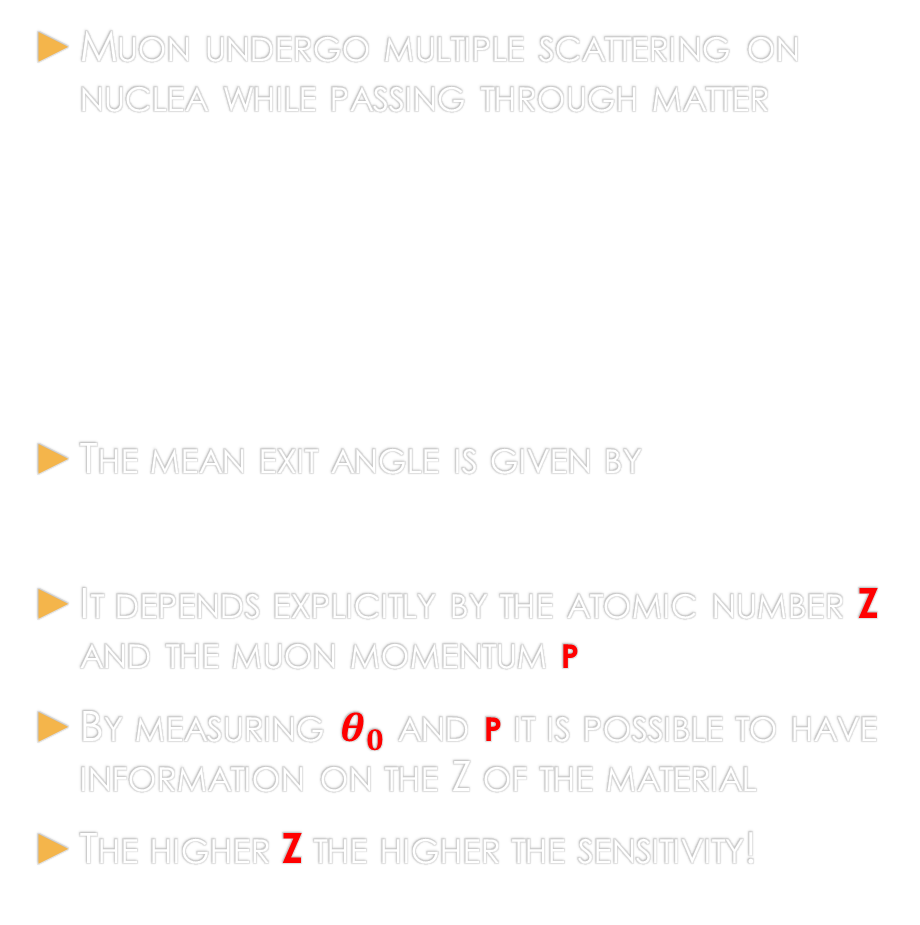 ► Muon undergo multiple scattering on
nuclea while passing through matter
► The mean exit angle is given by
► It depends explicitly by the atomic number Z
and the muon momentum p
► By measuring θ₀ and p it is possible to have
information on the Z of the material
► The higher Z the higher the sensitivity!